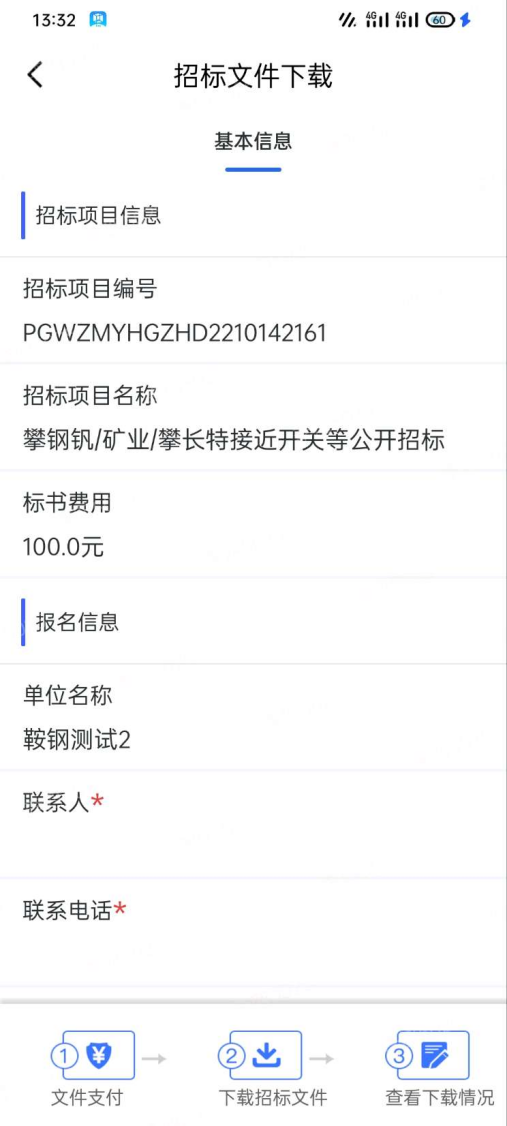 13:32
4G 4G 60
招标文件下载
基本信息
招标项目信息
招标项目编号
PGWZMYHGZHD2210142161
招标项目名称
攀钢钒/矿业/攀长特接近开关等公开招标
标书费用
100.0元
报名信息
单位名称
鞍钢测试2
联系人*
联系电话*
1 ¥ 2 3
文件支付 下载招标文件 查看下载情况